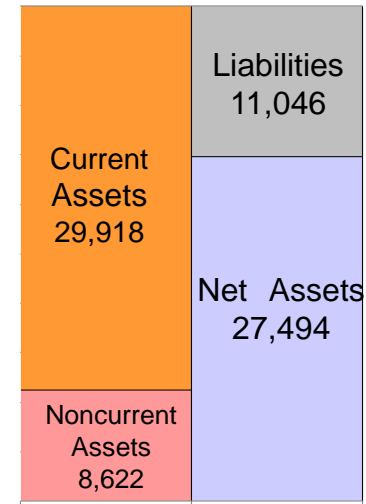 Current
Assets
29,918
Noncurrent
Assets
8,622
Liabilities
11,046
Net Assets
27,494